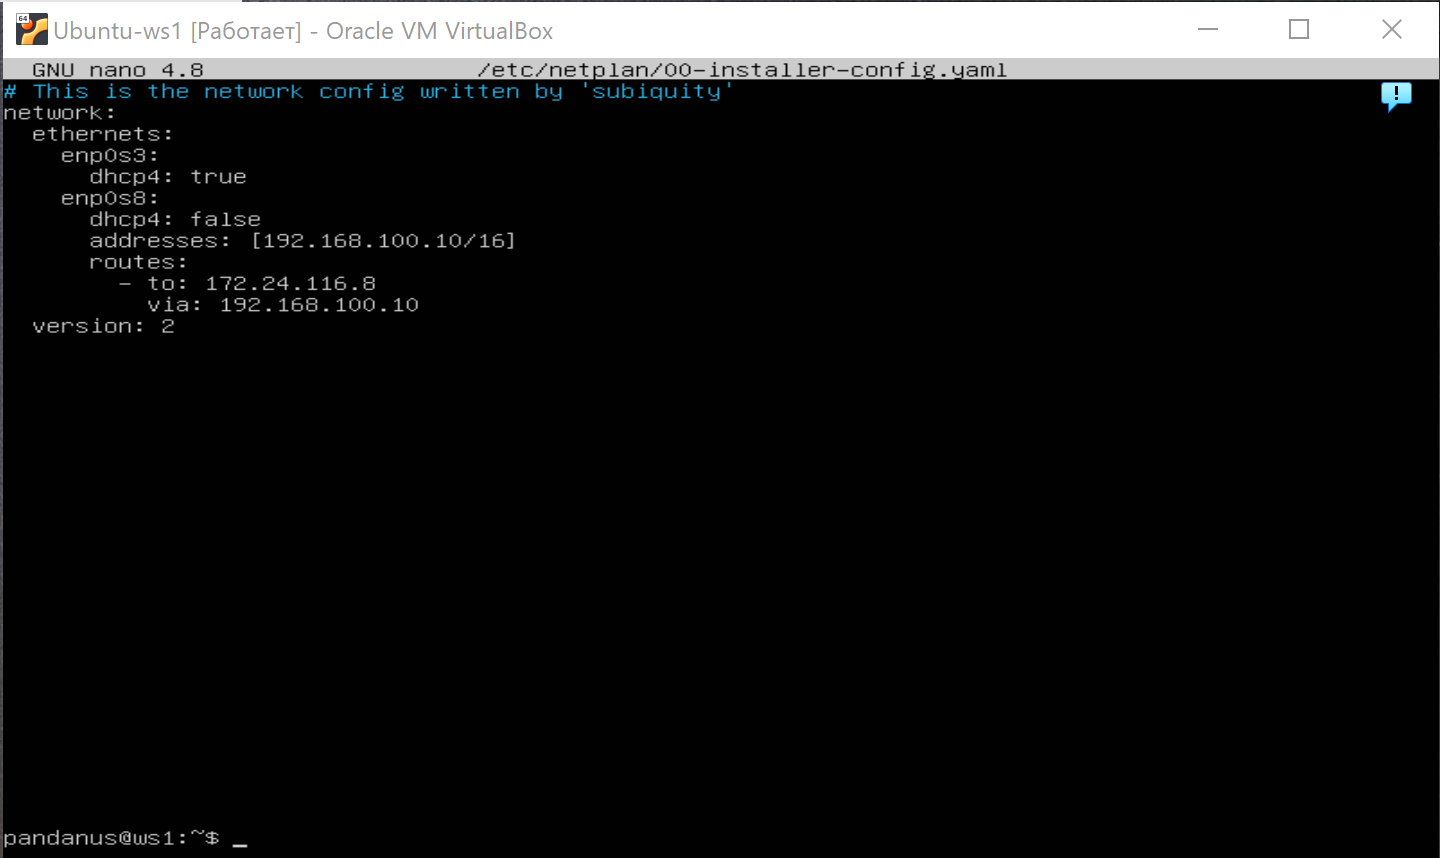 64
Ubuntu-ws1 [Работает] - Oracle VM VirtualBox
GNU nano 4.8 /etc/netplan/00-installer-config.yaml
# This is the network config written by 'subiquity'
network:
  ethernets:
    enp0s3:
      dhcp4: true
    enp0s8:
      dhcp4: false
      addresses: [192.168.100.10/16]
      routes:
        - to: 172.24.116.8
          via: 192.168.100.10
  version: 2
pandanus@ws1:~$ _